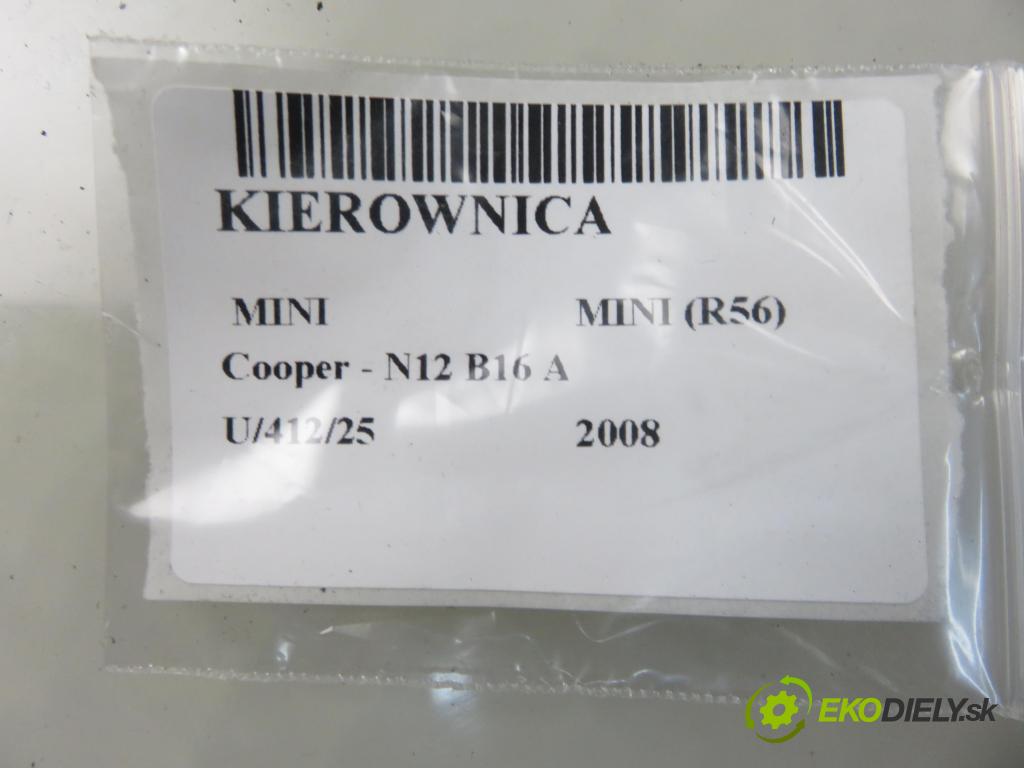 KIEROWNICA
MINI MINI (R56)
Cooper - N12 B16 A
U/412/25 2008
EKODIELY.sk